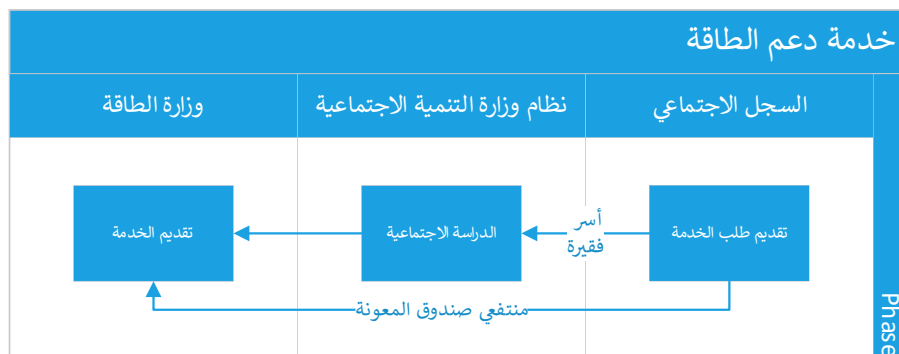 خدمة دعم الطاقة
السجل الاجتماعي
نظام وزارة التنمية الاجتماعية
وزارة الطاقة
تقديم طلب الخدمة
أسر
فقيرة
الدراسة الاجتماعية
تقديم الخدمة
منتفعي صندوق المعونة
Phase